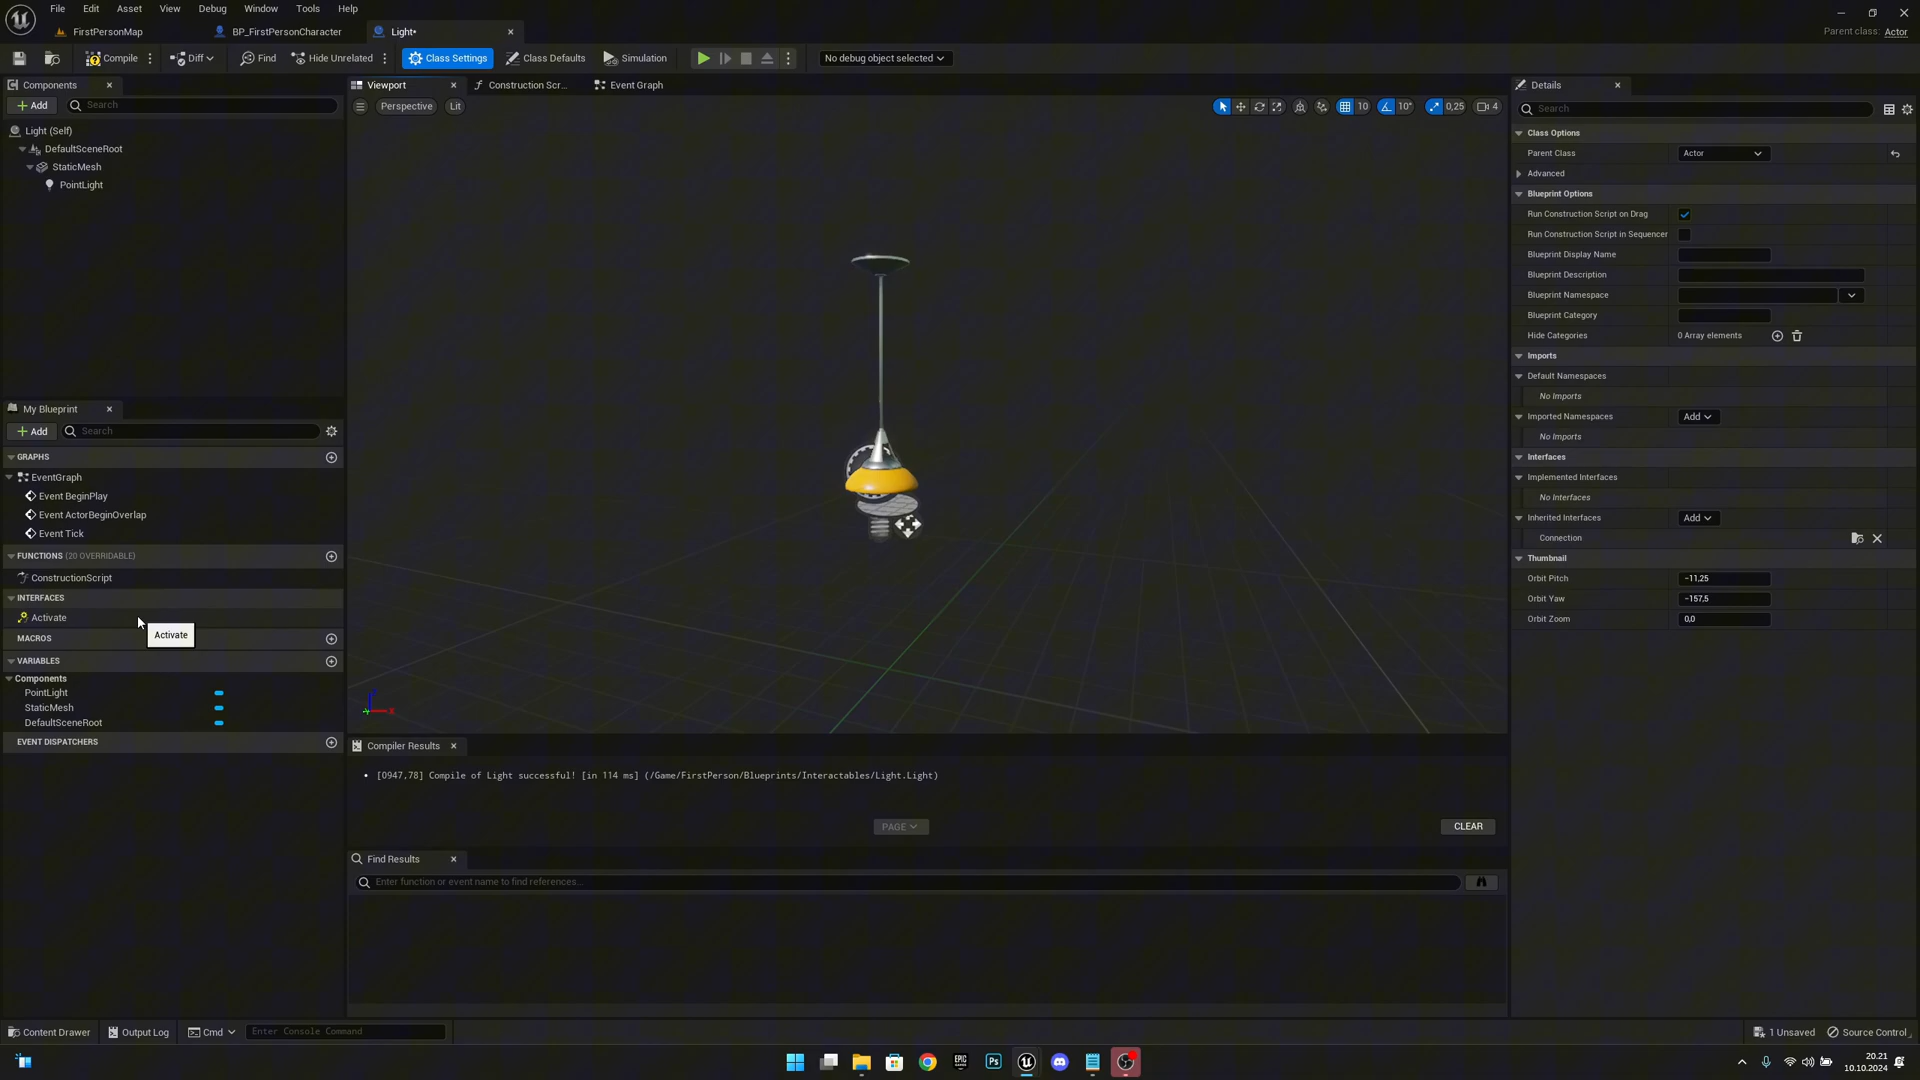 File Edit Asset View Debug Window Tools Help
FirstPersonMap BP_FirstPersonCharacter Light* Parent class: Actor
Compile Diff Find Hide Unrelated Class Settings Class Defaults Simulation No debug object selected
Components
Add Search
Light (Self)
DefaultSceneRoot
StaticMesh
PointLight
My Blueprint
Add Search
GRAPHS
EventGraph
Event BeginPlay
Event ActorBeginOverlap
Event Tick
FUNCTIONS (20 OVERRIDABLE)
ConstructionScript
INTERFACES
Activate
Activate
MACROS
VARIABLES
Components
PointLight
StaticMesh
DefaultSceneRoot
EVENT DISPATCHERS
Viewport Construction Scr... Event Graph
Perspective Lit 10 10° 0,25 4
Compiler Results
• [0947,78] Compile of Light successful! [in 114 ms] (/Game/FirstPerson/Blueprints/Interactables/Light.Light)
PAGE CLEAR
Find Results
Enter function or event name to find references...
Details
Search
Class Options
Parent Class Actor
Advanced
Blueprint Options
Run Construction Script on Drag
Run Construction Script in Sequencer
Blueprint Display Name
Blueprint Description
Blueprint Namespace
Blueprint Category
Hide Categories 0 Array elements
Imports
Default Namespaces
No Imports
Imported Namespaces Add
No Imports
Interfaces
Implemented Interfaces
No Interfaces
Inherited Interfaces Add
Connection
Thumbnail
Orbit Pitch -11,25
Orbit Yaw -157,5
Orbit Zoom 0,0
Content Drawer Output Log Cmd Enter Console Command 1 Unsaved Source Control
EPIC GAMES Ps 20.21
10.10.2024